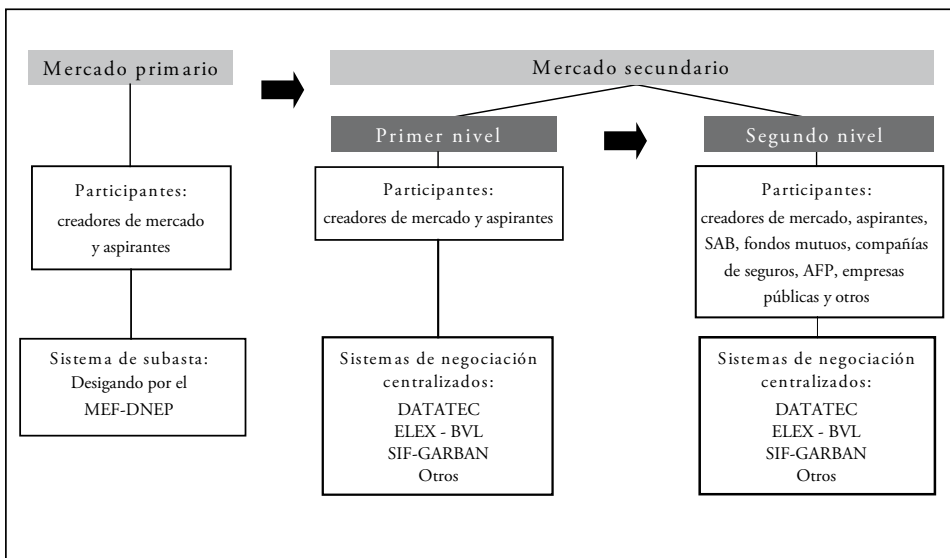 Mercado primario
Mercado secundario
Primer nivel
Segundo nivel
Participantes:
creadores de mercado
y aspirantes
Participantes:
creadores de mercado y aspirantes
Participantes:
creadores de mercado, aspirantes,
SAB, fondos mutuos, compañías
de seguros, AFP, empresas
públicas y otros
Sistema de subasta:
Desigando por el
MEF-DNEP
Sistemas de negociación
centralizados:
DATATEC
ELEX - BVL
SIF-GARBAN
Otros
Sistemas de negociación
centralizados:
DATATEC
ELEX - BVL
SIF-GARBAN
Otros